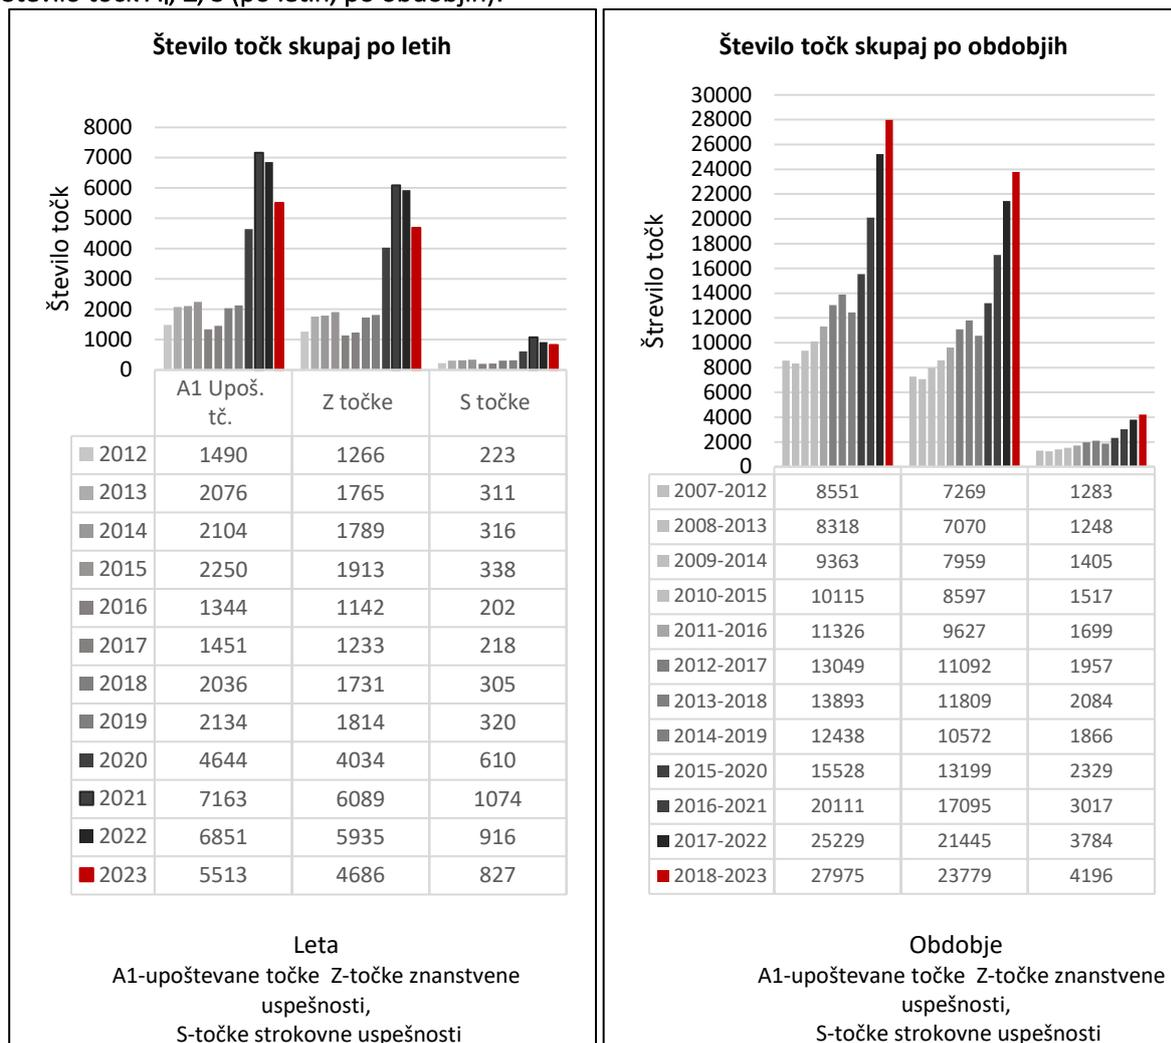 Število točk skupaj po letih
Število točk
8000
7000
6000
5000
4000
3000
2000
1000
0
A1 Upoš. tč. Z točke S točke
2012 1490 1266 223
2013 2076 1765 311
2014 2104 1789 316
2015 2250 1913 338
2016 1344 1142 202
2017 1451 1233 218
2018 2036 1731 305
2019 2134 1814 320
2020 4644 4034 610
2021 7163 6089 1074
2022 6851 5935 916
2023 5513 4686 827
Leta
A1-upoštevane točke Z-točke znanstvene
uspešnosti,
S-točke strokovne uspešnosti
Število točk skupaj po obdobjih
Štrevilo točk
30000
28000
26000
24000
22000
20000
18000
16000
14000
12000
10000
8000
6000
4000
2000
0
2007-2012 8551 7269 1283
2008-2013 8318 7070 1248
2009-2014 9363 7959 1405
2010-2015 10115 8597 1517
2011-2016 11326 9627 1699
2012-2017 13049 11092 1957
2013-2018 13893 11809 2084
2014-2019 12438 10572 1866
2015-2020 15528 13199 2329
2016-2021 20111 17095 3017
2017-2022 25229 21445 3784
2018-2023 27975 23779 4196
Obdobje
A1-upoštevane točke Z-točke znanstvene
uspešnosti,
S-točke strokovne uspešnosti